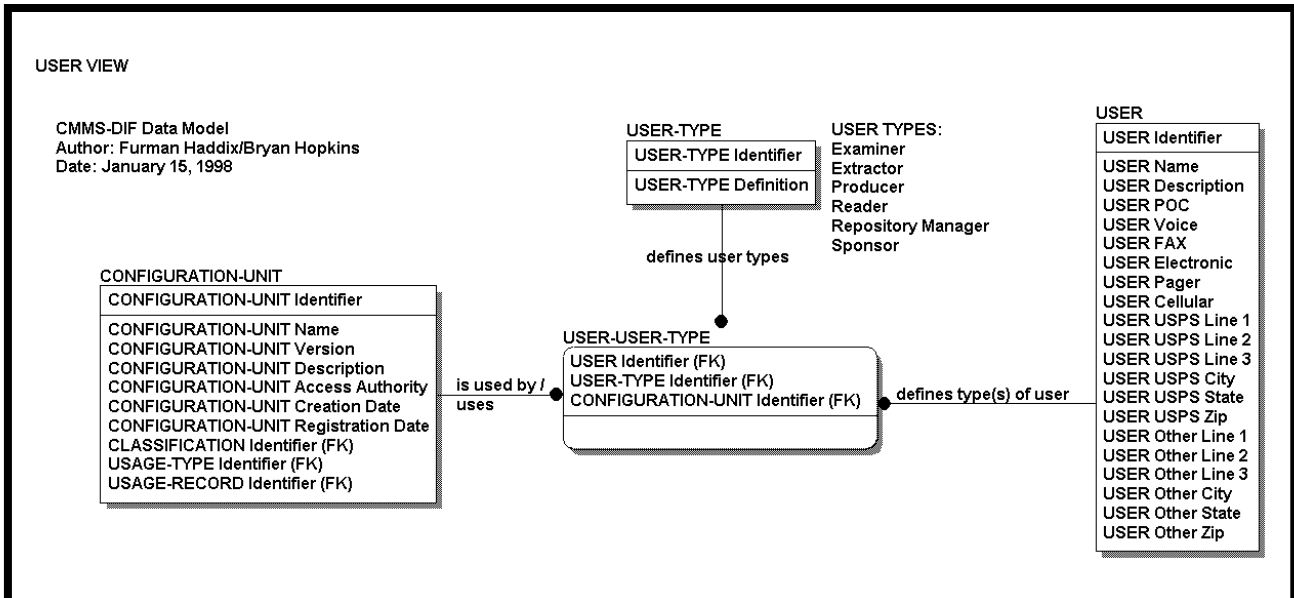 USER VIEW
CMMS-DIF Data Model
Author: Furman Haddix/Bryan Hopkins
Date: January 15, 1998
USER-TYPE
USER-TYPE Identifier
USER-TYPE Definition
USER TYPES:
Examiner
Extractor
Producer
Reader
Repository Manager
Sponsor
defines user types
CONFIGURATION-UNIT
CONFIGURATION-UNIT Identifier
CONFIGURATION-UNIT Name
CONFIGURATION-UNIT Version
CONFIGURATION-UNIT Description
CONFIGURATION-UNIT Access Authority
CONFIGURATION-UNIT Creation Date
CONFIGURATION-UNIT Registration Date
CLASSIFICATION Identifier (FK)
USAGE-TYPE Identifier (FK)
USAGE-RECORD Identifier (FK)
is used by /
uses
USER-USER-TYPE
USER Identifier (FK)
USER-TYPE Identifier (FK)
CONFIGURATION-UNIT Identifier (FK)
defines type(s) of user
USER
USER Identifier
USER Name
USER Description
USER POC
USER Voice
USER FAX
USER Electronic
USER Pager
USER Cellular
USER USPS Line 1
USER USPS Line 2
USER USPS Line 3
USER USPS City
USER USPS State
USER USPS Zip
USER Other Line 1
USER Other Line 2
USER Other Line 3
USER Other City
USER Other State
USER Other Zip